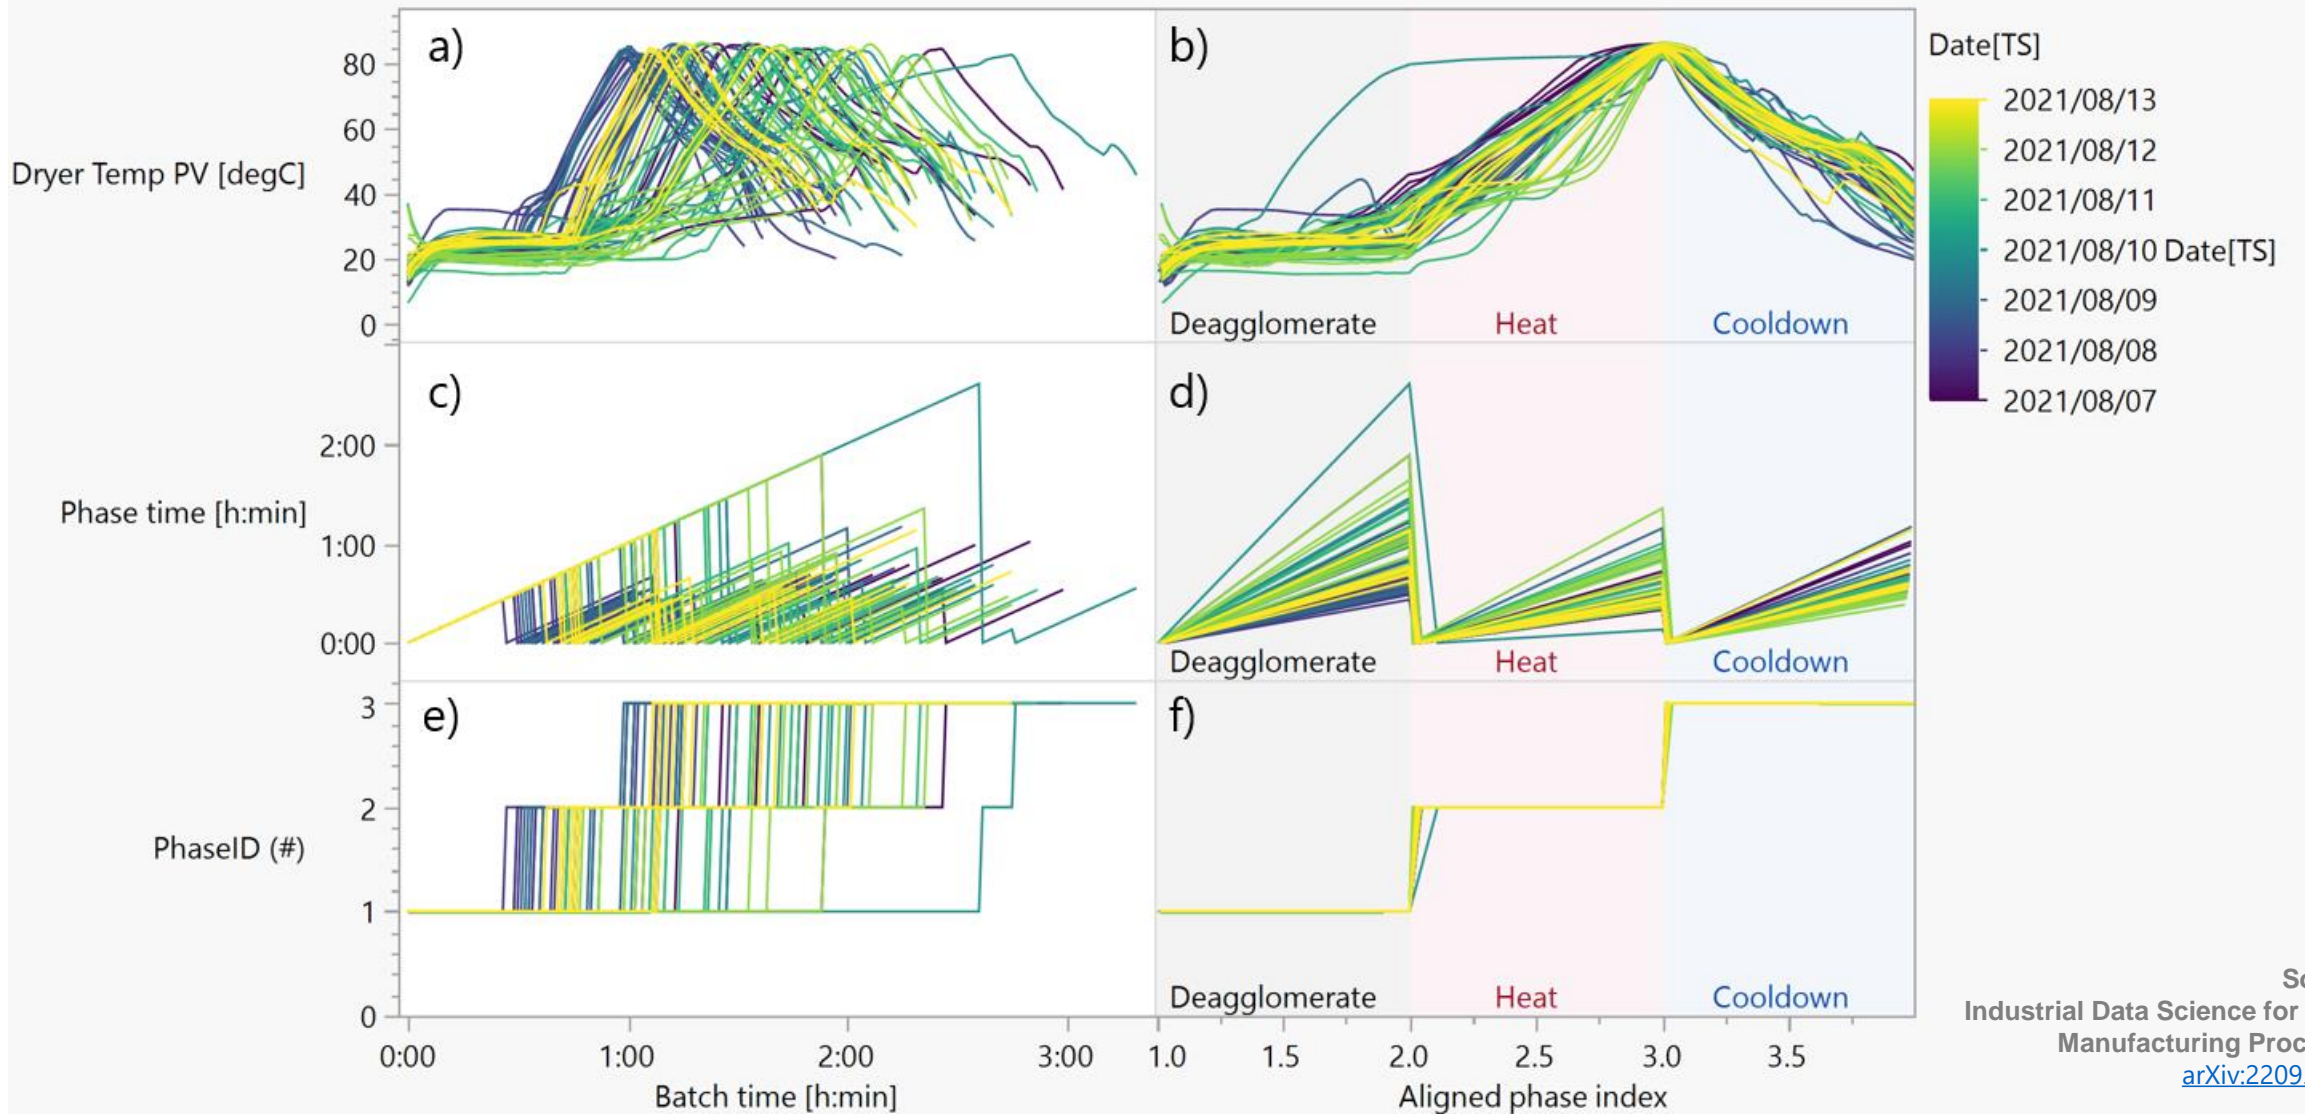 a)
b)
Date[TS]
80
60
40
20
0
Dryer Temp PV [degC]
Deagglomerate
Heat
Cooldown
2021/08/13
2021/08/12
2021/08/11
2021/08/10 Date[TS]
2021/08/09
2021/08/08
2021/08/07
c)
d)
2:00
1:00
0:00
Phase time [h:min]
Deagglomerate
Heat
Cooldown
e)
f)
3
2
1
0
PhaseID (#)
Deagglomerate
Heat
Cooldown
0:00 1:00 2:00 3:00
Batch time [h:min]
1.0 1.5 2.0 2.5 3.0 3.5
Aligned phase index
Industrial Data Science for
Manufacturing
arXiv:2209.